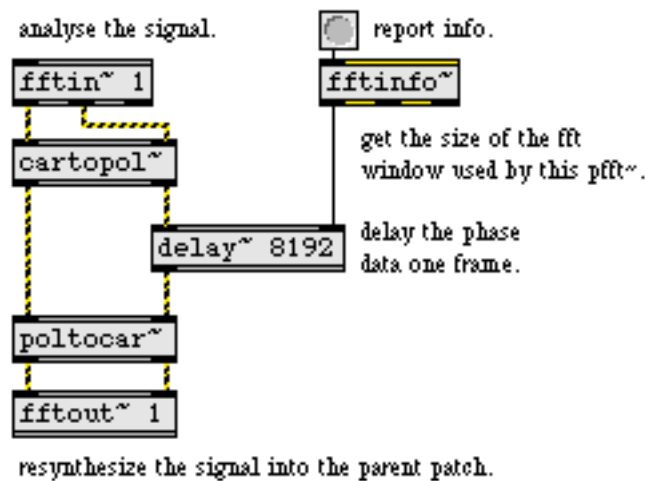 analyse the signal.
report info.
fftin~ 1
fftinfo~
get the size of the fft
window used by this pfft~.
cartopol~
delay the phase
data one frame.
delay~ 8192
poltocar~
fftout~ 1
resynthesize the signal into the parent patch.